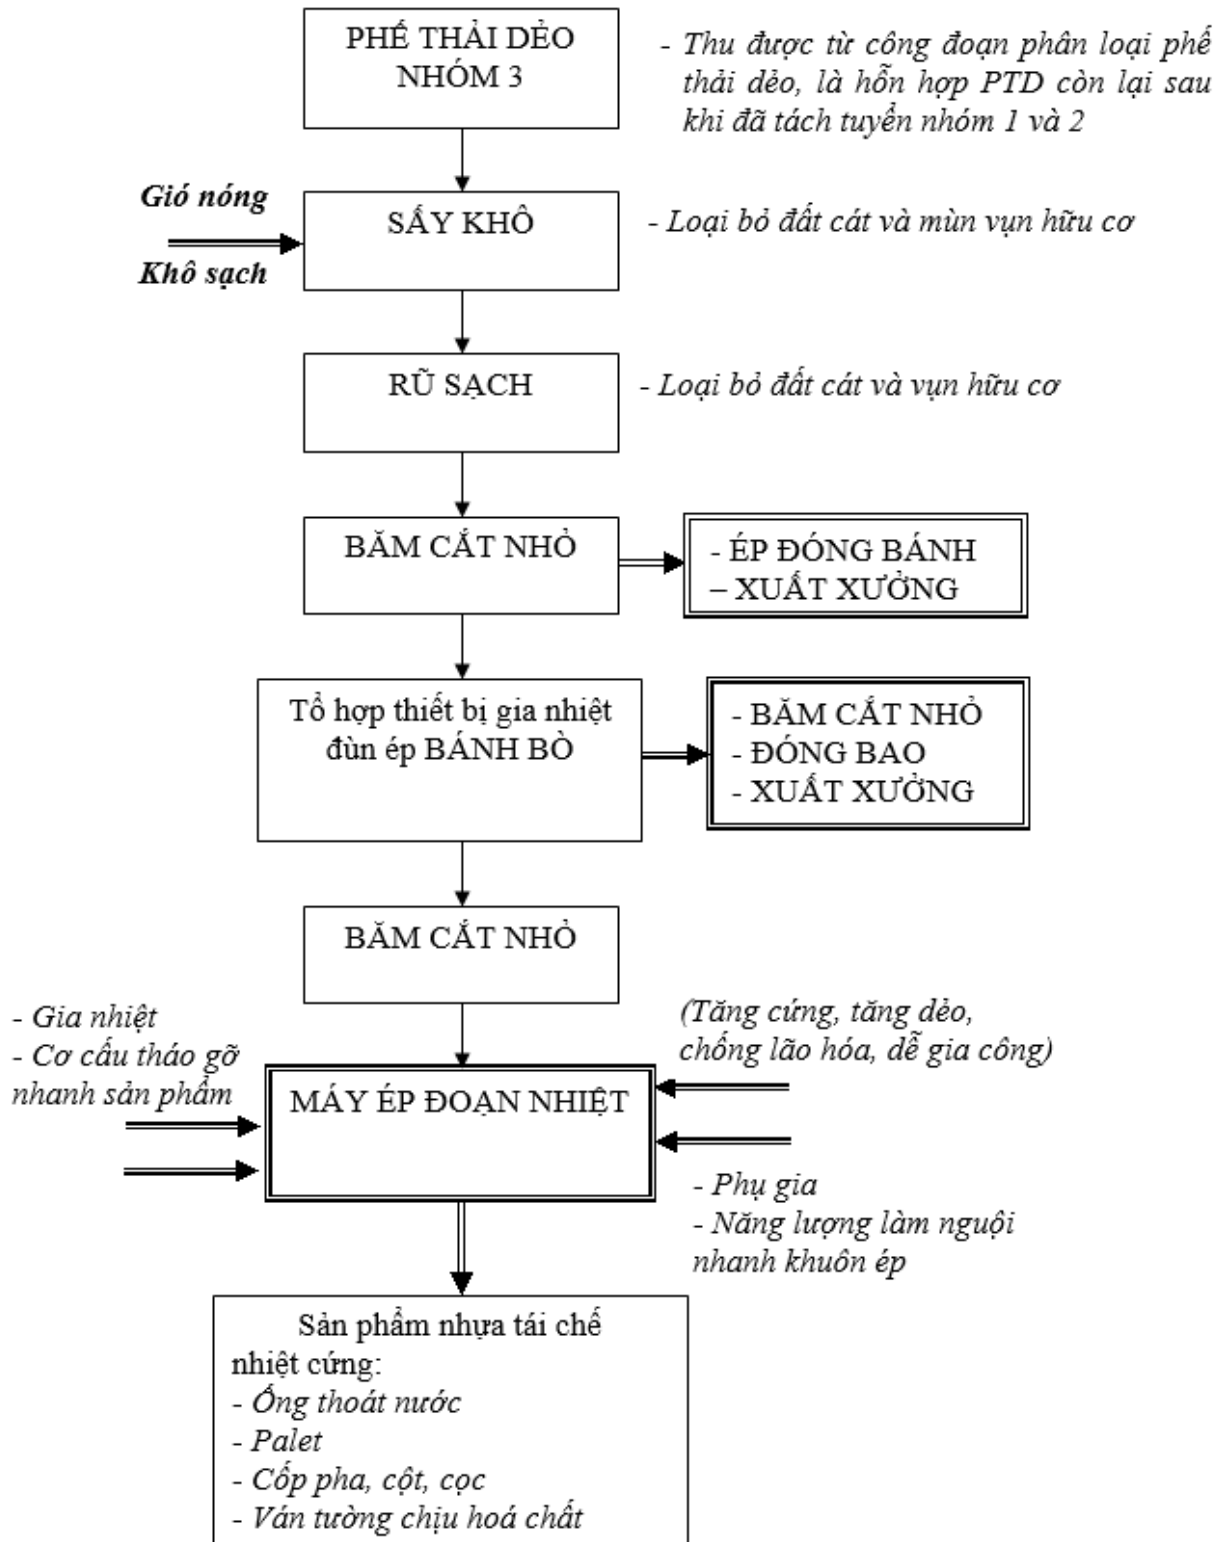 PHẾ THẢI DẺO
NHÓM 3
- Thu được từ công đoạn phân loại phế
thải dẻo, là hỗn hợp PTD còn lại sau
khi đã tách tuyển nhóm 1 và 2
Gió nóng
Khô sạch
SẤY KHÔ
- Loại bỏ đất cát và mùn vụn hữu cơ
RŨ SẠCH
- Loại bỏ đất cát và vụn hữu cơ
BĂM CẮT NHỎ
- ÉP ĐÓNG BÁNH
– XUẤT XƯỞNG
Tổ hợp thiết bị gia nhiệt
đùn ép BÁNH BÒ
- BĂM CẮT NHỎ
- ĐÓNG BAO
- XUẤT XƯỞNG
BĂM CẮT NHỎ
- Gia nhiệt
- Cơ cấu tháo gỡ
nhanh sản phẩm
(Tăng cứng, tăng dẻo,
chống lão hóa, dễ gia công)
MÁY ÉP ĐOẠN NHIỆT
- Phụ gia
- Năng lượng làm nguội
nhanh khuôn ép
Sản phẩm nhựa tái chế
nhiệt cứng:
- Ống thoát nước
- Palet
- Cốp pha, cột, cọc
- Ván tường chịu hoá chất